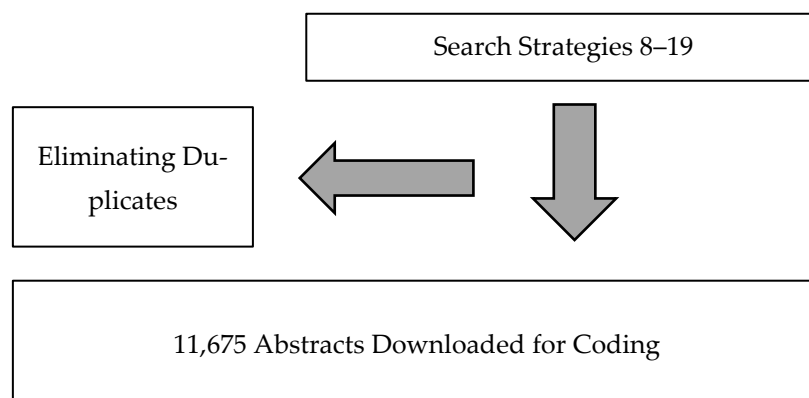 Search Strategies 8–19
Eliminating Du-
plicates
11,675 Abstracts Downloaded for Coding